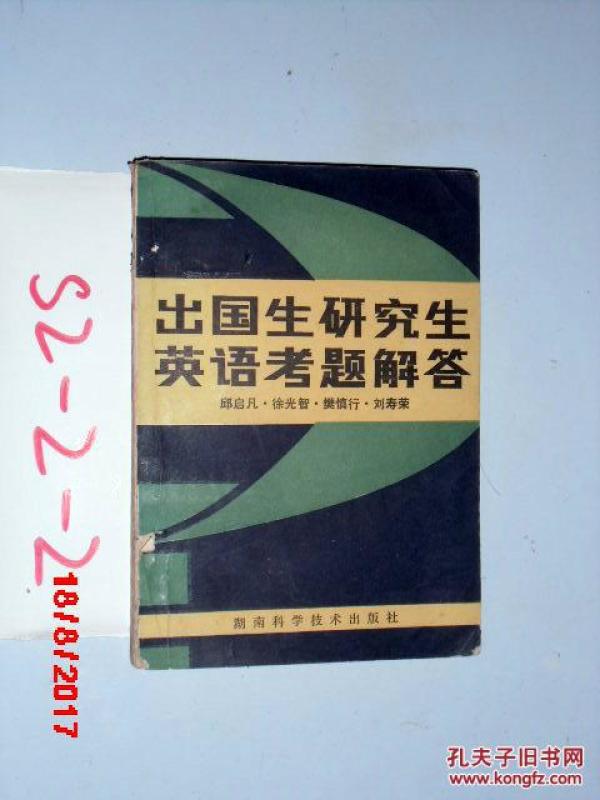 出国生研究生
英语考题解答
邱启凡·徐光智·樊慎行·刘寿荣
湖南科学技术出版社
S2-2-2
18/8/2017
孔夫子旧书网
www.kongfz.com